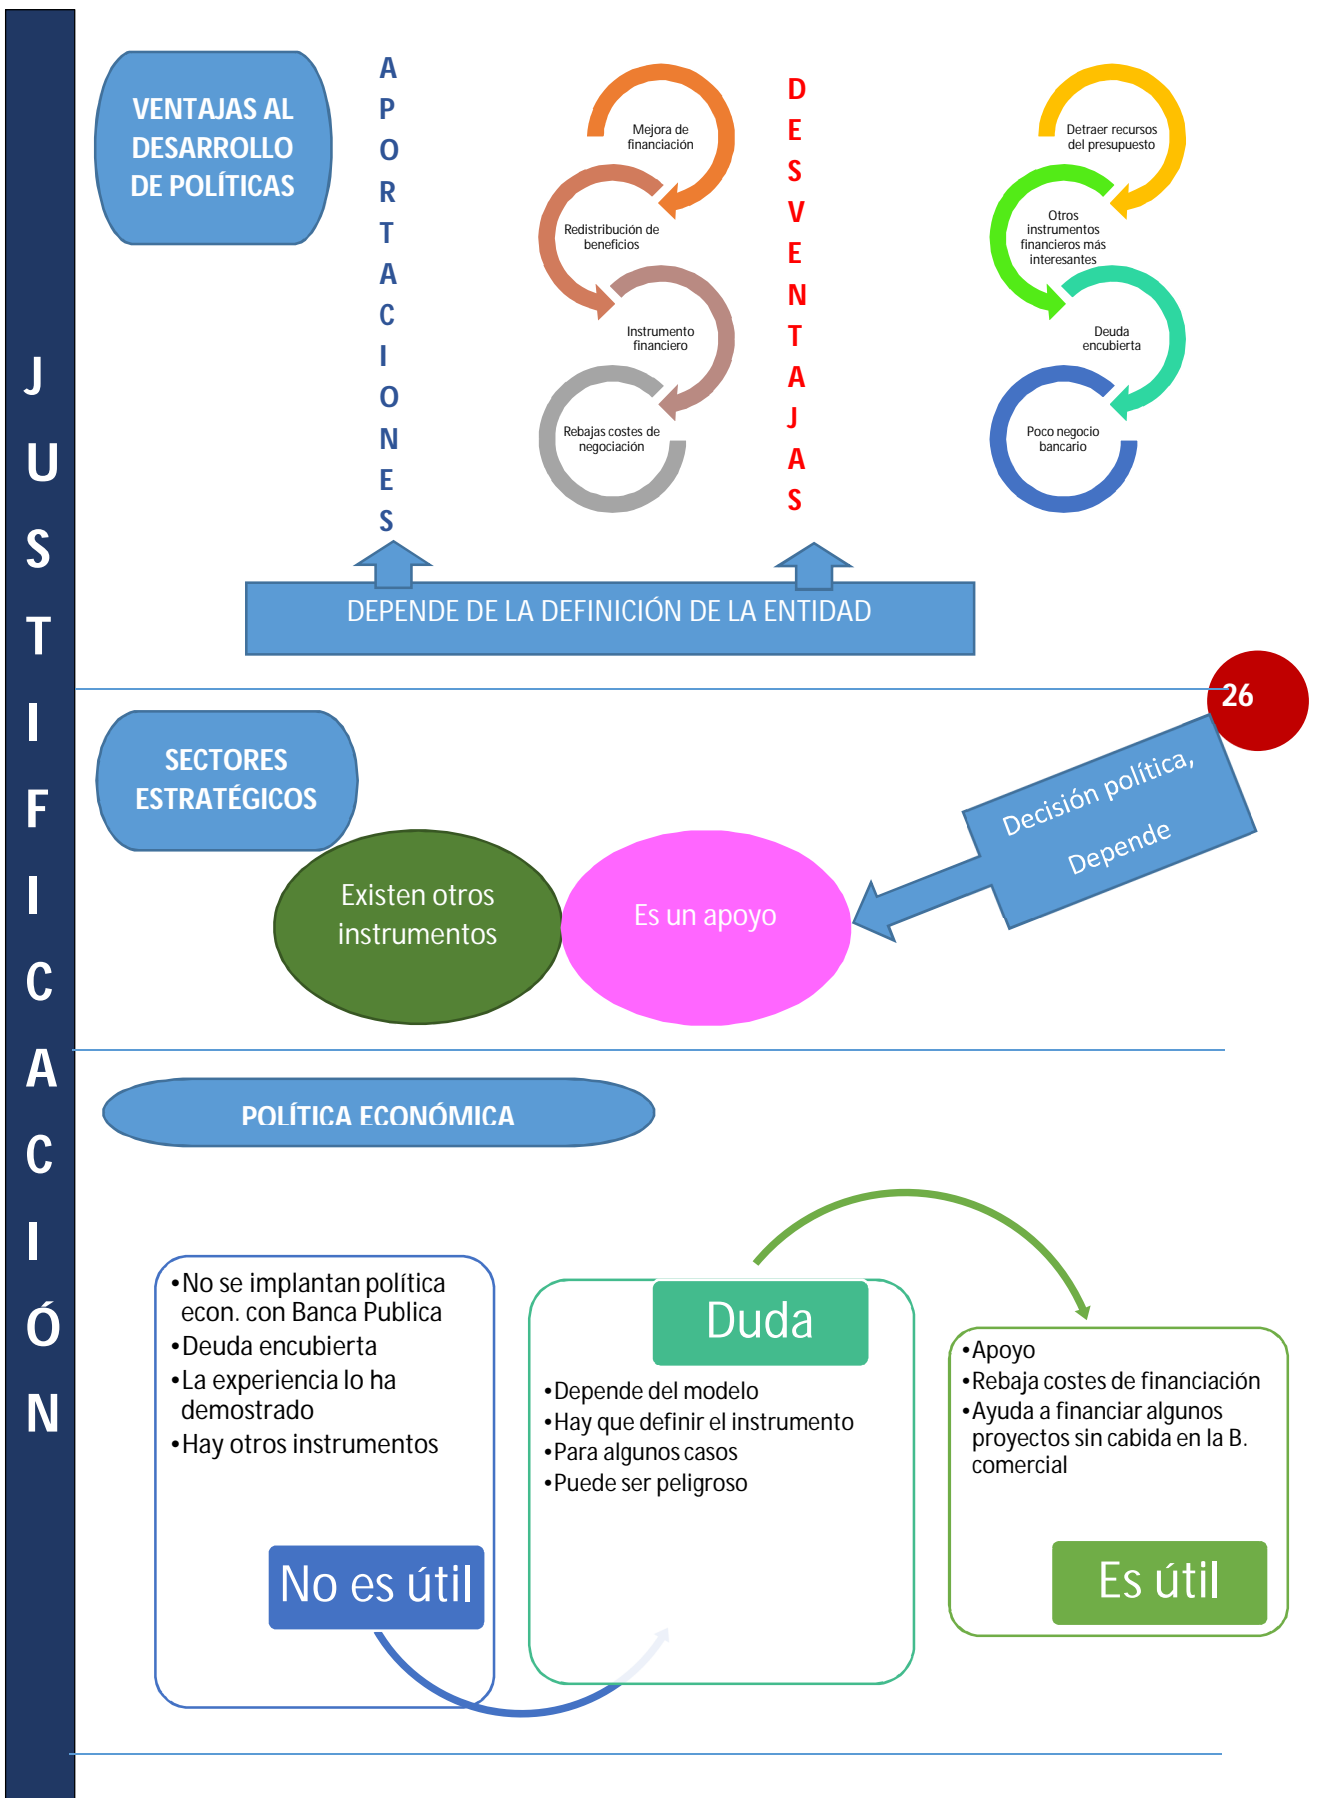 JUSTIFICACIÓN
VENTAJAS AL
DESARROLLO
DE POLÍTICAS
APORTACIONES
Mejora de
financiación
Redistribución de
beneficios
Instrumento
financiero
Rebajas costes de
negociación
DESVENTAJAS
Detraer recursos
del presupuesto
Otros
instrumentos
financieros más
interesantes
Deuda
encubierta
Poco negocio
bancario
DEPENDE DE LA DEFINICIÓN DE LA ENTIDAD
26
SECTORES
ESTRATÉGICOS
Existen otros
instrumentos
Es un apoyo
Decisión política,
Depende
POLÍTICA ECONÓMICA
•No se implantan política
econ. con Banca Publica
•Deuda encubierta
•La experiencia lo ha
demostrado
•Hay otros instrumentos
No es útil
Duda
•Depende del modelo
•Hay que definir el instrumento
•Para algunos casos
•Puede ser peligroso
•Apoyo
•Rebaja costes de financiación
•Ayuda a financiar algunos
proyectos sin cabida en la B.
comercial
Es útil